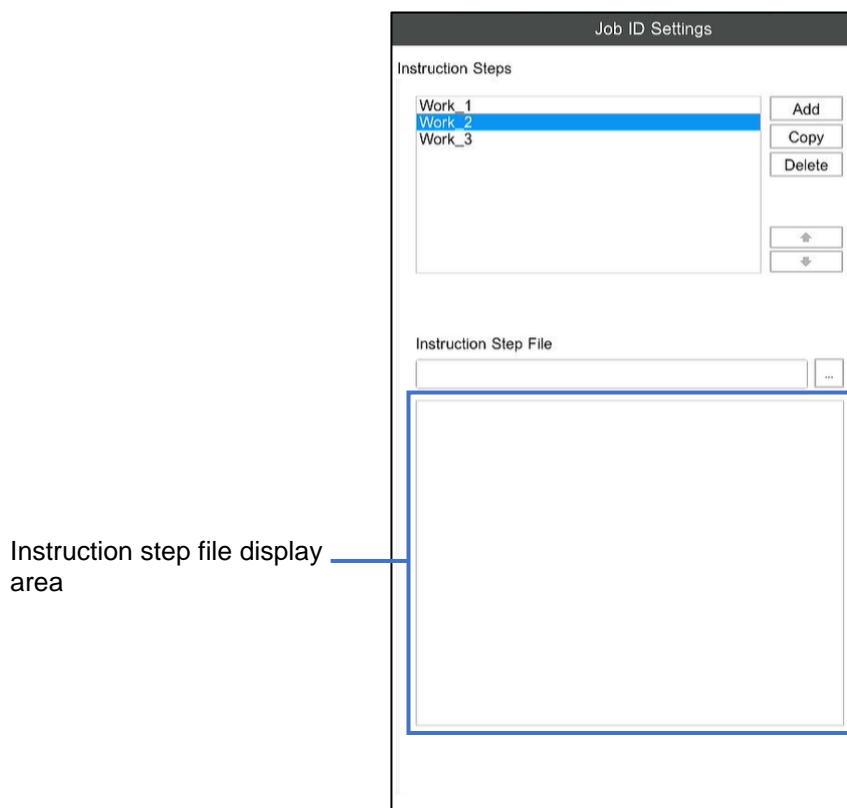 Job ID Settings
Instruction Steps
Work_1
Work_2
Work_3
Add
Copy
Delete
Instruction Step File
...
Instruction step file display
area